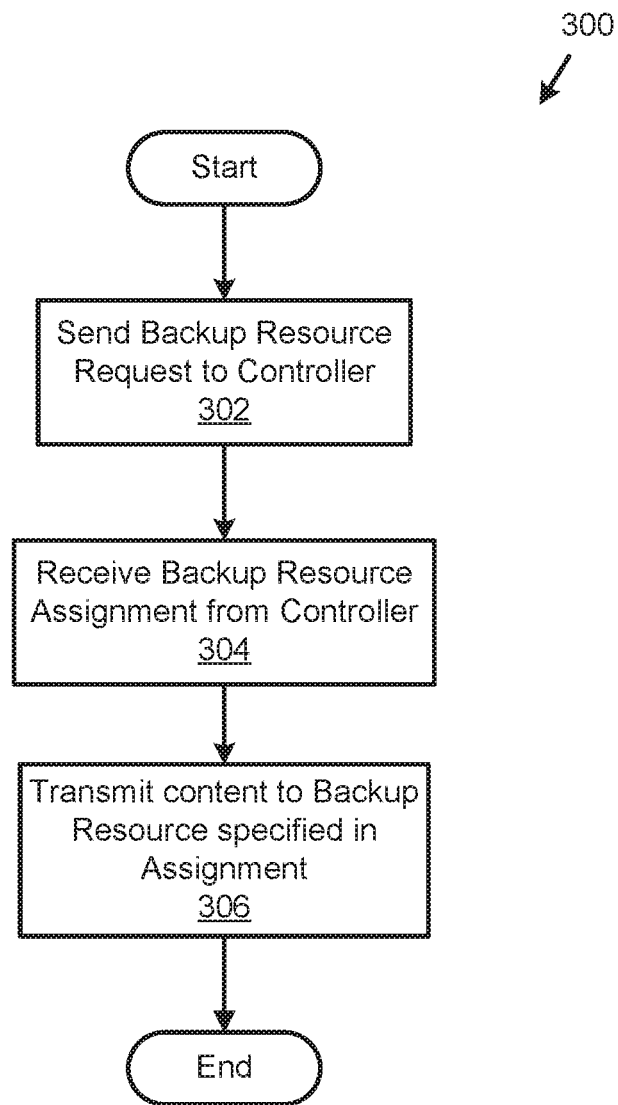 300
Start
Send Backup Resource
Request to Controller
302
Receive Backup Resource
Assignment from Controller
304
Transmit content to Backup
Resource specified in
Assignment
306
End